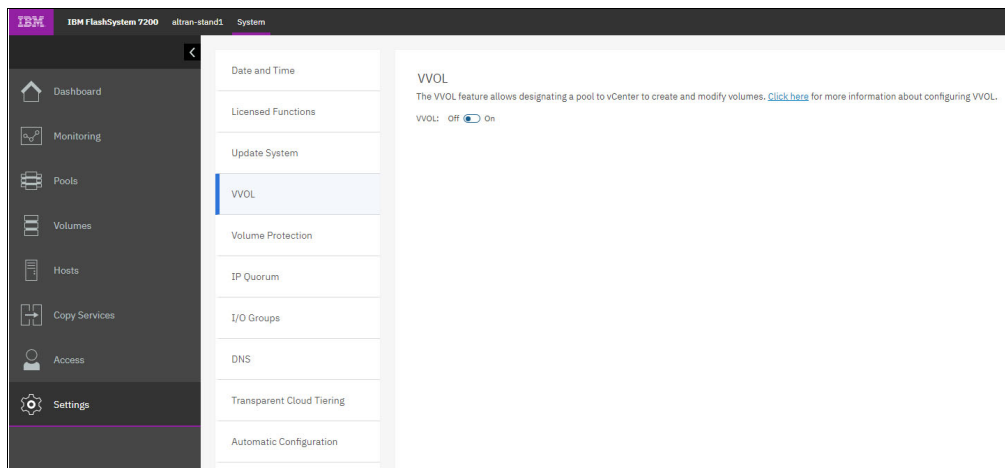 IBM IBM FlashSystem 7200 altran-stand1 System
Dashboard
Monitoring
Pools
Volumes
Hosts
Copy Services
Access
Settings
Date and Time
Licensed Functions
Update System
VVOL
Volume Protection
IP Quorum
I/O Groups
DNS
Transparent Cloud Tiering
Automatic Configuration
VVOL
The VVOL feature allows designating a pool to vCenter to create and modify volumes. Click here for more information about configuring VVOL.
VVOL: Off On